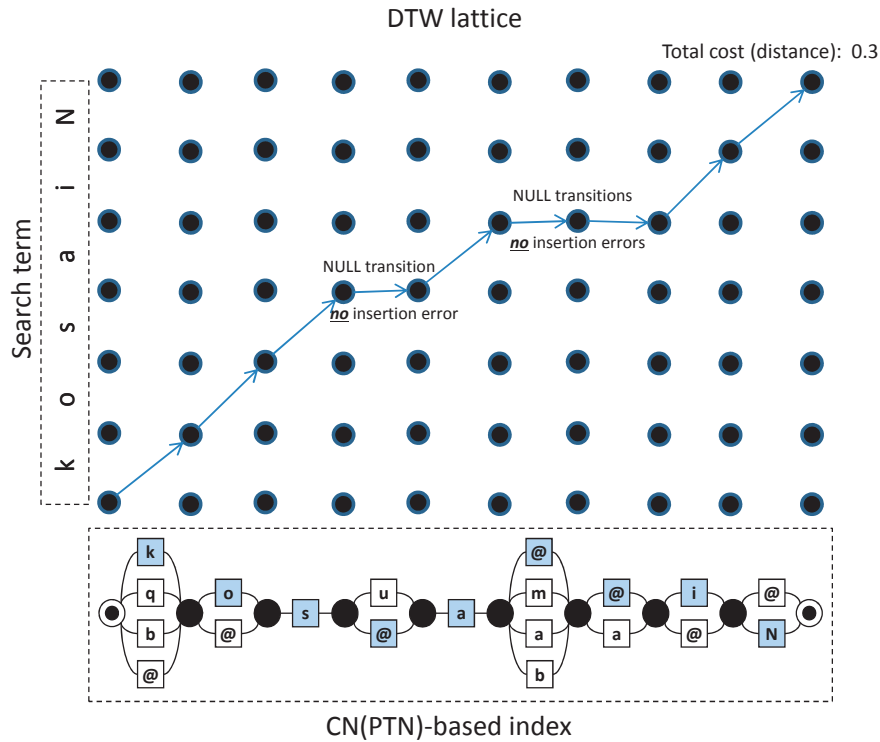 DTW lattice
Total cost (distance): 0.3
Search term
k o s a i N
NULL transitions
no insertion errors
NULL transition
no insertion error
k @
q o u m @ i @
s @ a
b @ @ a a @ N
@ b
CN(PTN)-based index